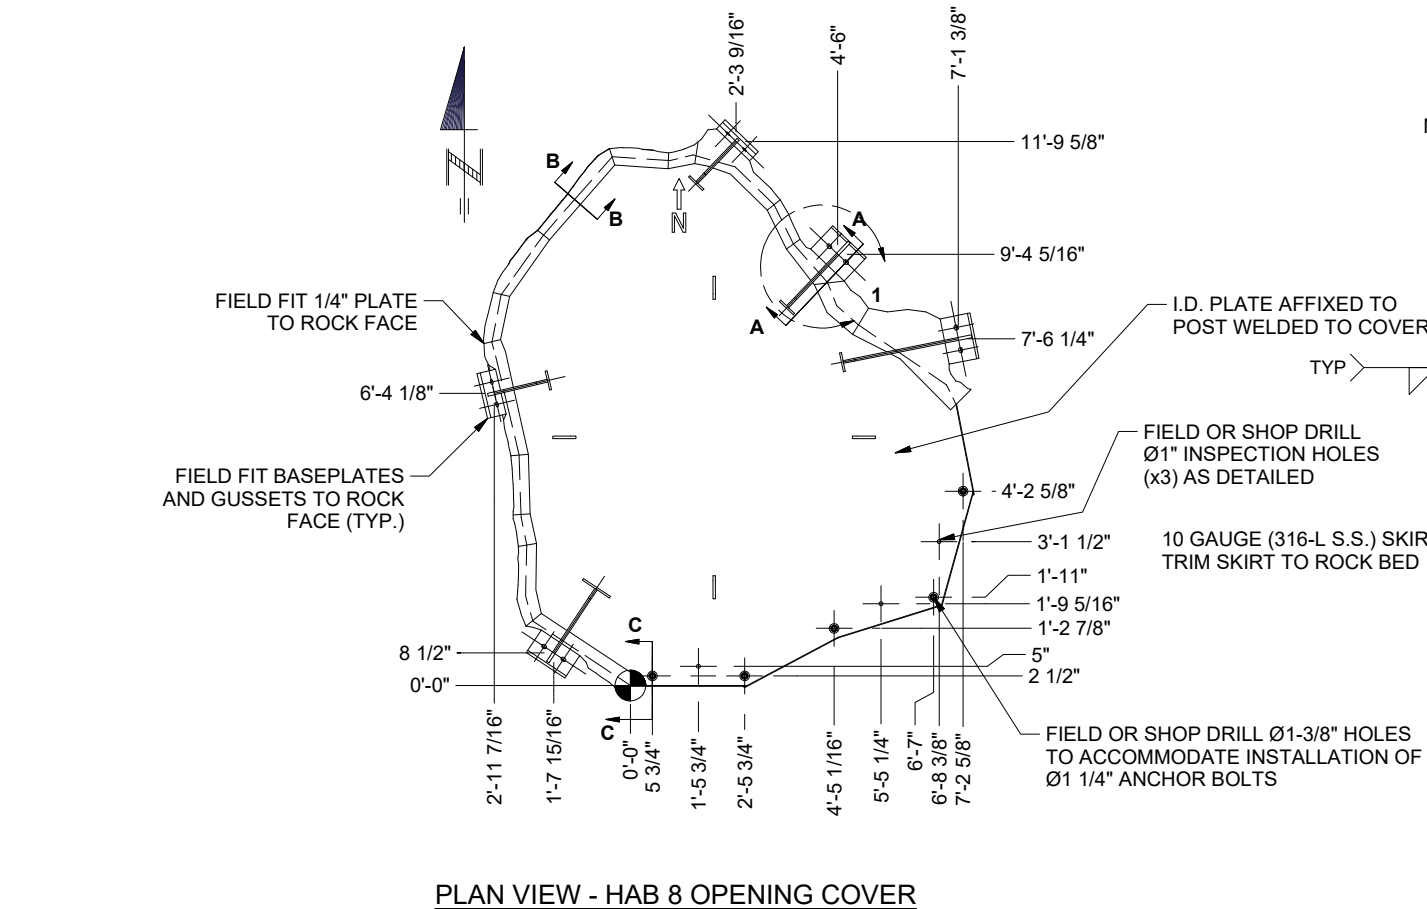 2'-3 9/16"
4'-6"
7'-1 3/8"
11'-9 5/8"
B
B
N
N
A
9'-4 5/16"
1
A
FIELD FIT 1/4" PLATE
TO ROCK FACE
I.D. PLATE AFFIXED TO
POST WELDED TO COVER
7'-6 1/4"
TYP
6'-4 1/8"
FIELD OR SHOP DRILL
Ø1" INSPECTION HOLES
(x3) AS DETAILED
FIELD FIT BASEPLATES
AND GUSSETS TO ROCK
FACE (TYP.)
4'-2 5/8"
3'-1 1/2"
10 GAUGE (316-L S.S.) SKIR
TRIM SKIRT TO ROCK BED
1'-11"
1'-9 5/16"
1'-2 7/8"
C
8 1/2"
5"
2 1/2"
0'-0"
C
2'-11 7/16"
1'-7 15/16"
0'-0"
5 3/4"
1'-5 3/4"
2'-5 3/4"
4'-5 1/16"
5'-5 1/4"
6'-7"
6'-8 3/8"
7'-2 5/8"
FIELD OR SHOP DRILL Ø1-3/8" HOLES
TO ACCOMMODATE INSTALLATION OF
Ø1 1/4" ANCHOR BOLTS
PLAN VIEW - HAB 8 OPENING COVER